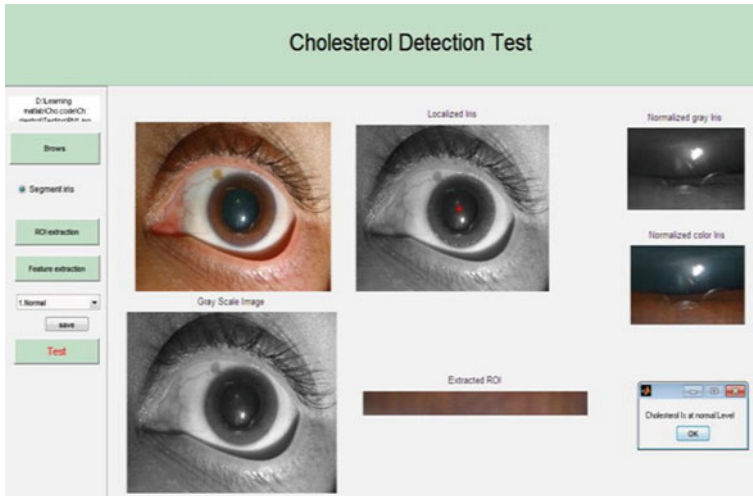 Cholesterol Detection Test
D:\Learning
Brows
Segment iris
ROI extraction
Feature extraction
1.Normal
save
Test
Localized Iris
Gray Scale Image
Extracted ROI
Normalized gray Iris
Normalized color Iris
Cholesterol Is at normal Level
OK